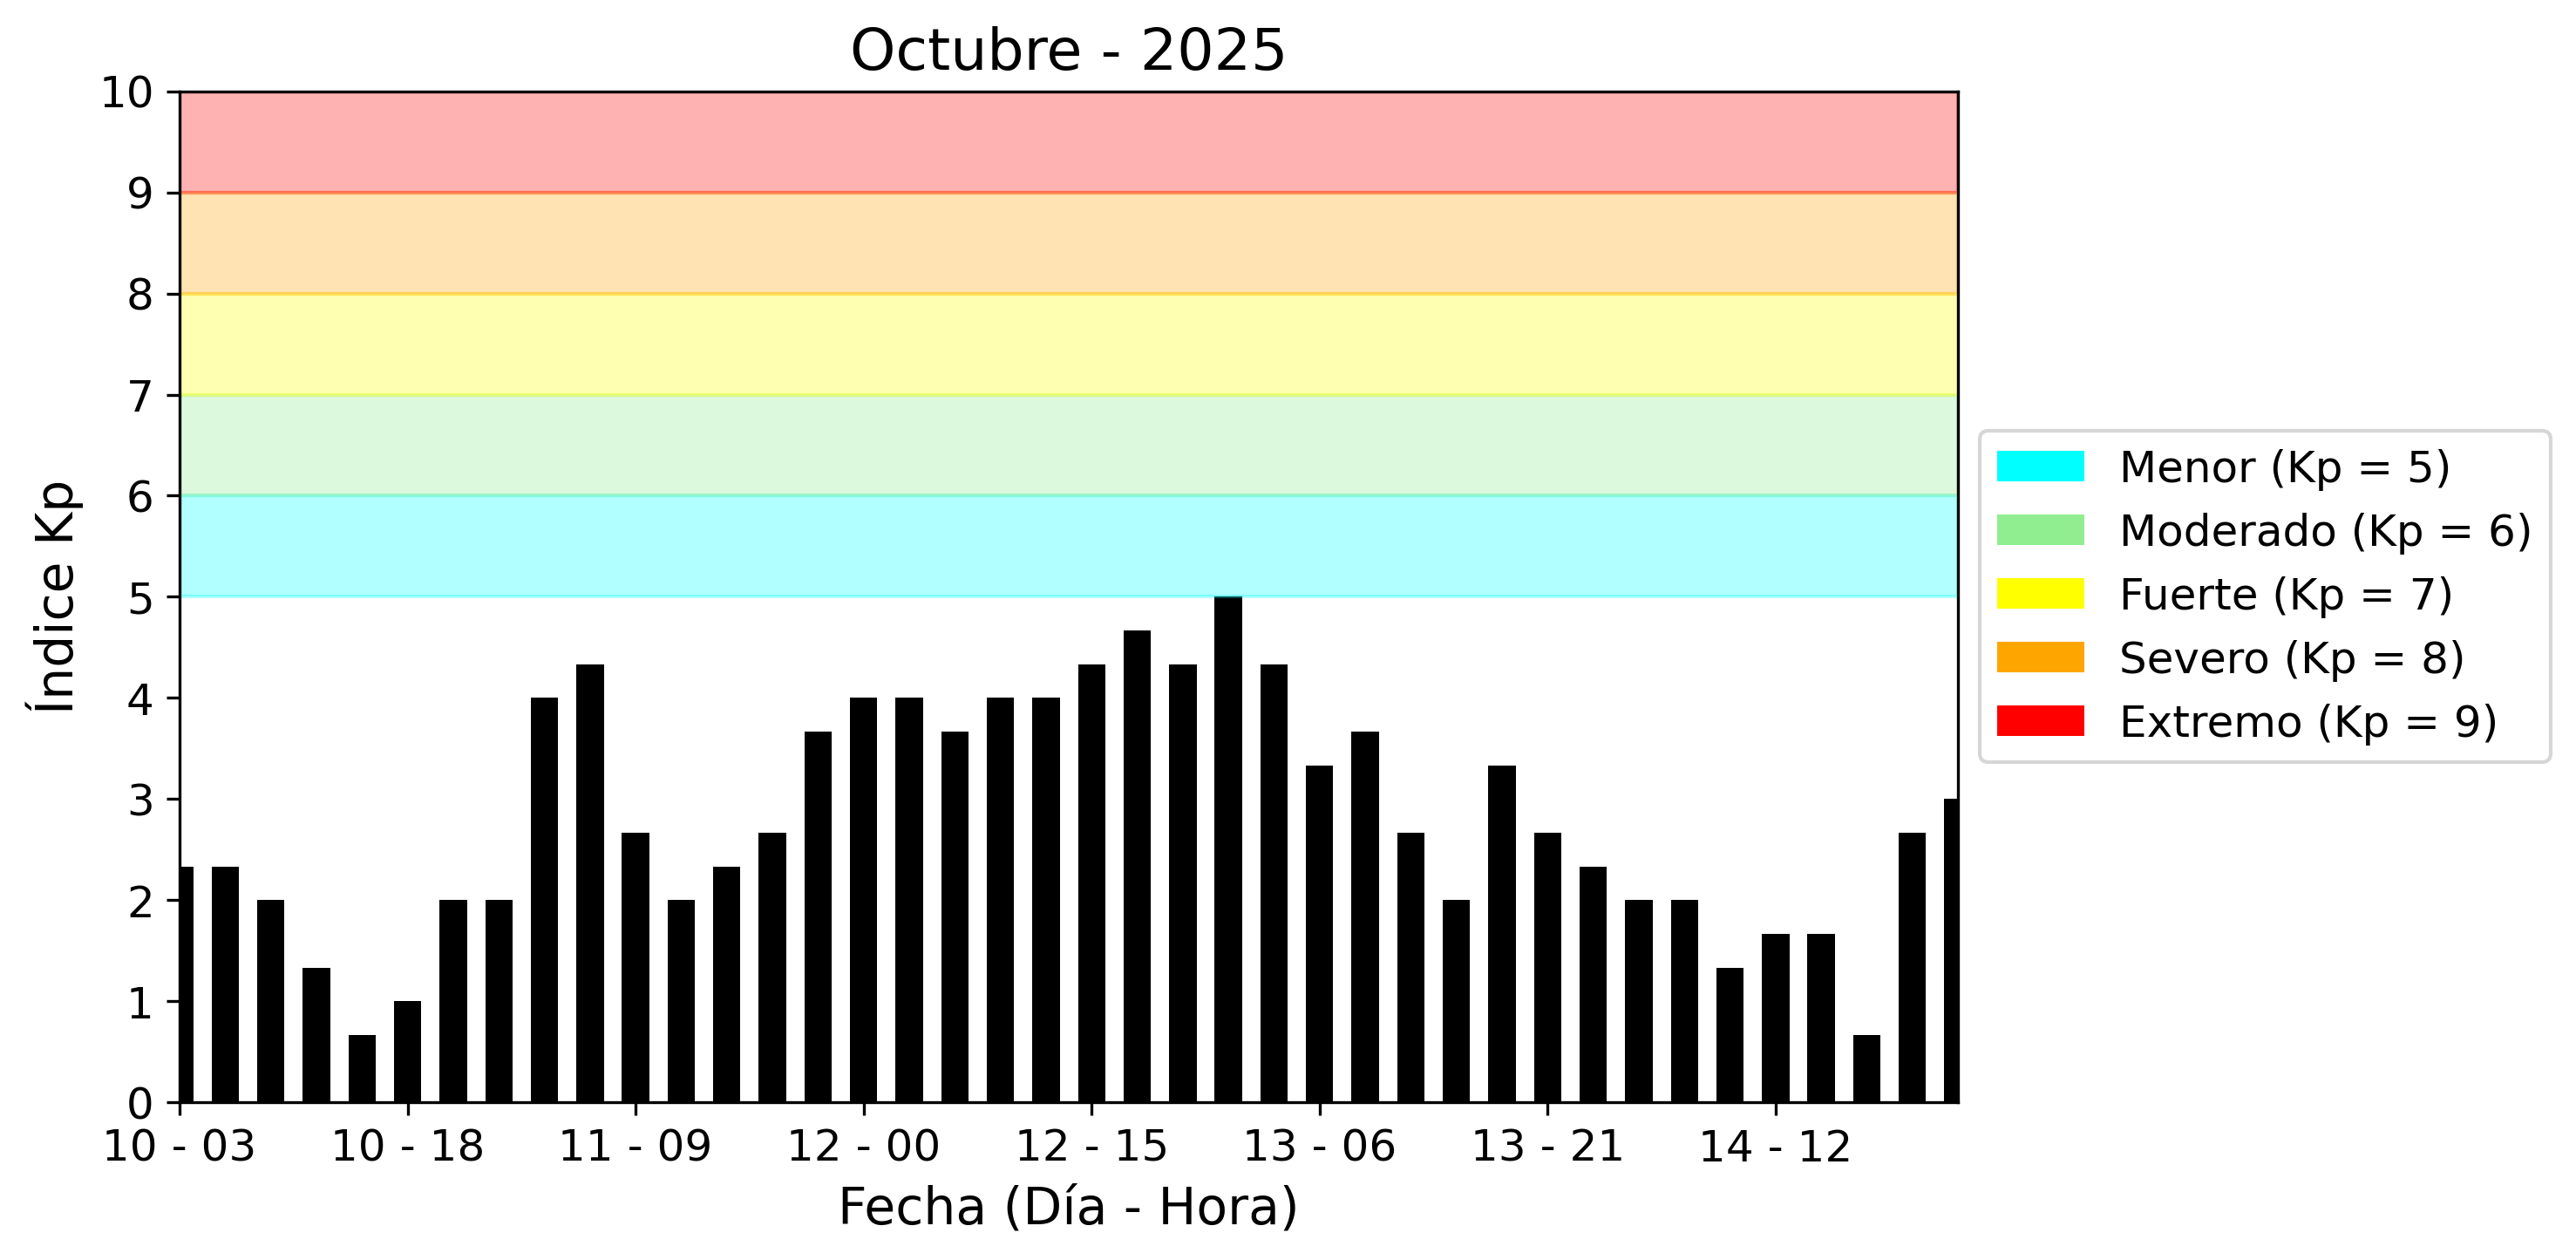 Octubre - 2025
10
9
8
7
6
5
4
3
2
1
0
Índice Kp
10 - 03
10 - 18
11 - 09
12 - 00
12 - 15
13 - 06
13 - 21
14 - 12
Fecha (Día - Hora)
Menor (Kp = 5)
Moderado (Kp = 6)
Fuerte (Kp = 7)
Severo (Kp = 8)
Extremo (Kp = 9)